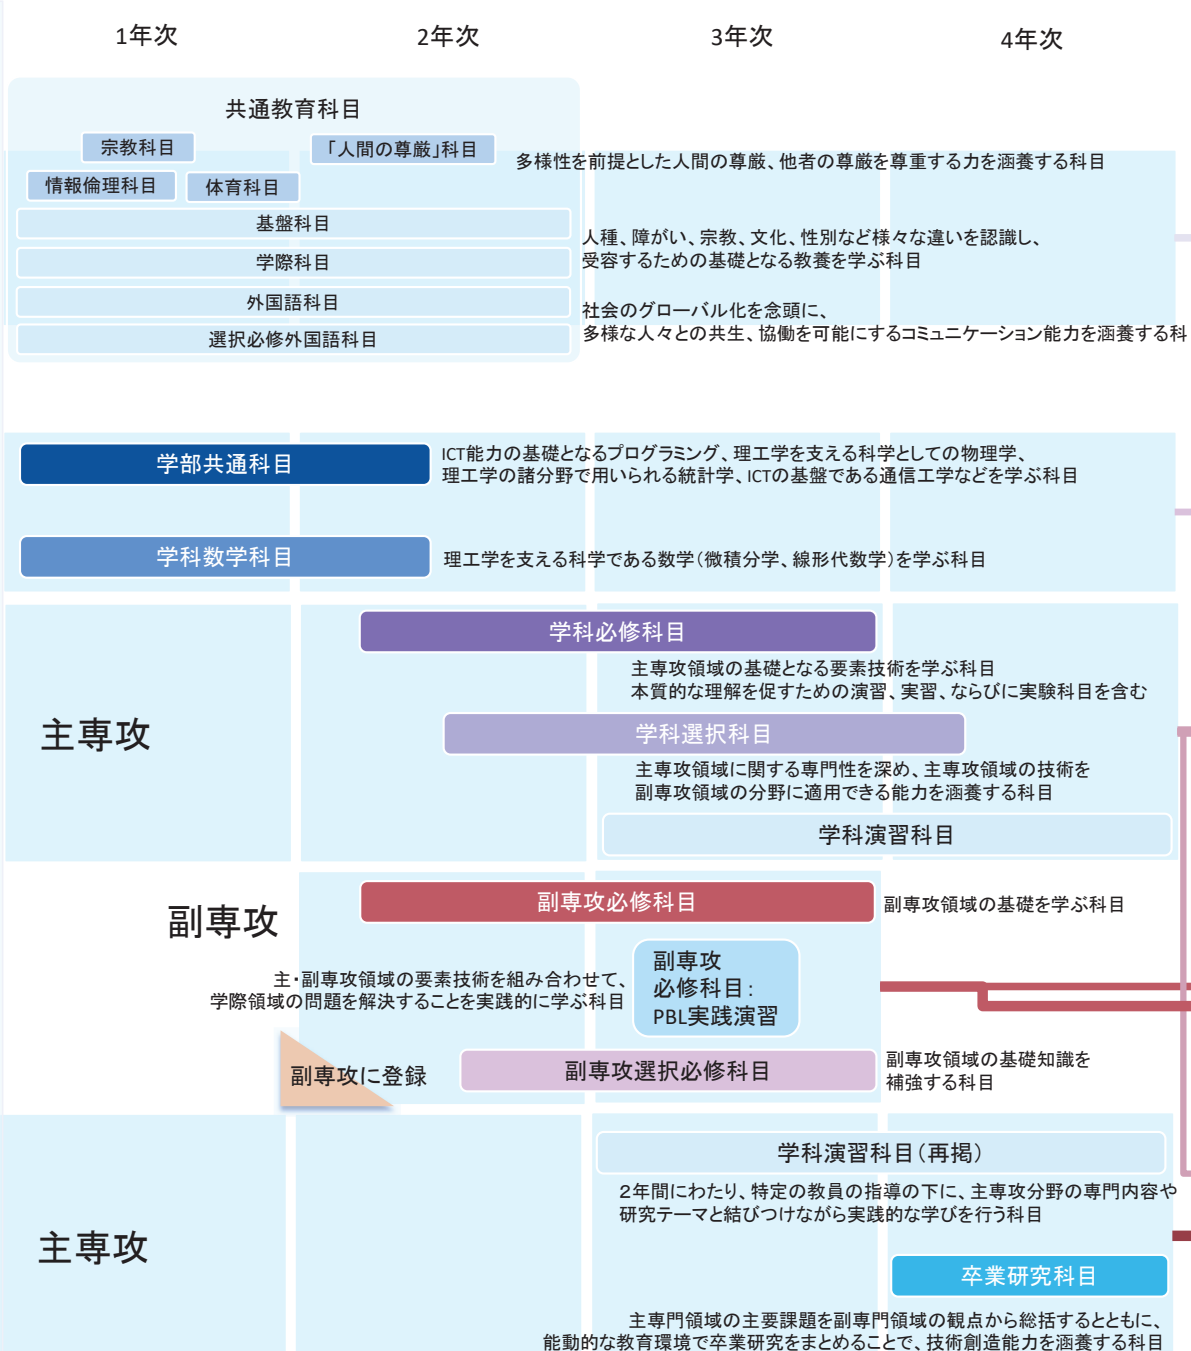 1年次
2年次
3年次
4年次
共通教育科目
宗教科目
「人間の尊厳」科目
多様性を前提とした人間の尊厳、他者の尊厳を尊重する力を涵養する科目
情報倫理科目
体育科目
基盤科目
人種、障がい、宗教、文化、性別など様々な違いを認識し、
受容するための基礎となる教養を学ぶ科目
学際科目
外国語科目
社会のグローバル化を念頭に、
多様な人々との共生、協働を可能にするコミュニケーション能力を涵養する科
選択必修外国語科目
学部共通科目
ICT能力の基礎となるプログラミング、理工学を支える科学としての物理学、
理工学の諸分野で用いられる統計学、ICTの基盤である通信工学などを学ぶ科目
学科数学科目
理工学を支える科学である数学(微積分学、線形代数学)を学ぶ科目
主専攻
学科必修科目
主専攻領域の基礎となる要素技術を学ぶ科目
本質的な理解を促すための演習、実習、ならびに実験科目を含む
学科選択科目
主専攻領域に関する専門性を深め、主専攻領域の技術を
副専攻領域の分野に適用できる能力を涵養する科目
学科演習科目
副専攻
副専攻必修科目
副専攻領域の基礎を学ぶ科目
主・副専攻領域の要素技術を組み合わせて、
学際領域の問題を解決することを実践的に学ぶ科目
副専攻
必修科目:
PBL実践演習
副専攻に登録
副専攻選択必修科目
副専攻領域の基礎知識を
補強する科目
主専攻
学科演習科目(再掲)
2年間にわたり、特定の教員の指導の下に、主専攻分野の専門内容や
研究テーマと結びつけながら実践的な学びを行う科目
卒業研究科目
主専門領域の主要課題を副専門領域の観点から総括するとともに、
能動的な教育環境で卒業研究をまとめることで、技術創造能力を涵養する科目